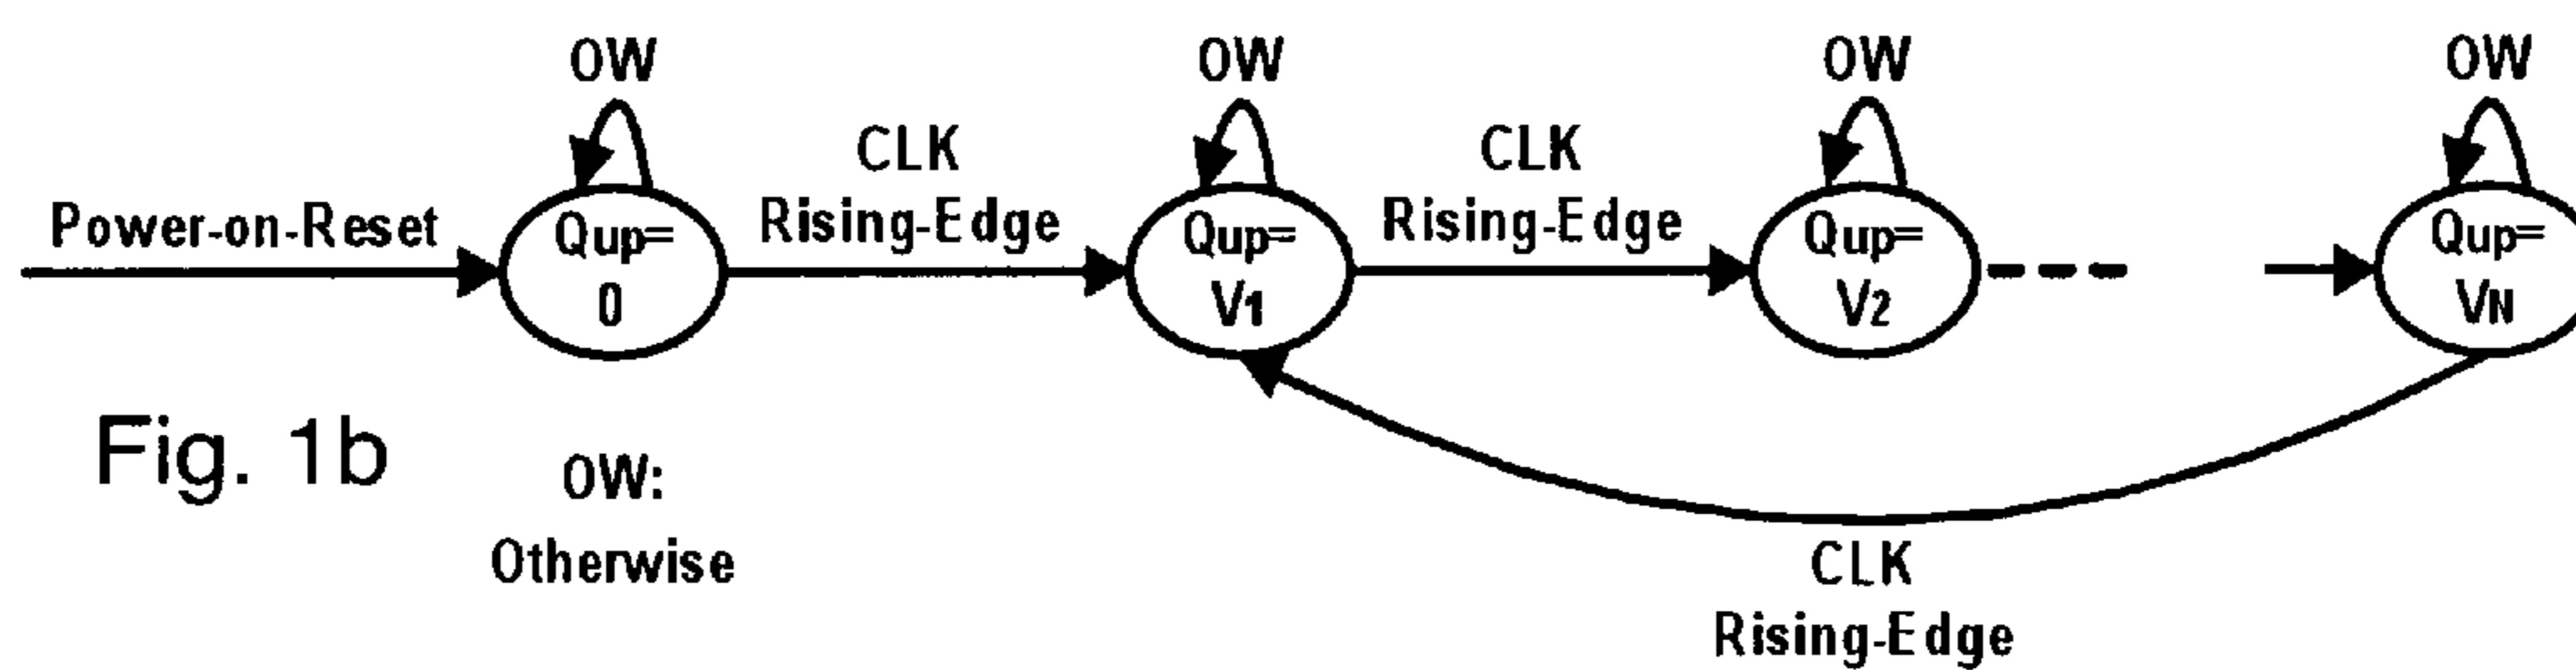 OW
OW
OW
OW
CLK
Rising-Edge
CLK
Rising-Edge
Power-on-Reset
Qup=
0
Qup=
V1
Qup=
V2
Qup=
VN
Fig. 1b
OW:
Otherwise
CLK
Rising-Edge